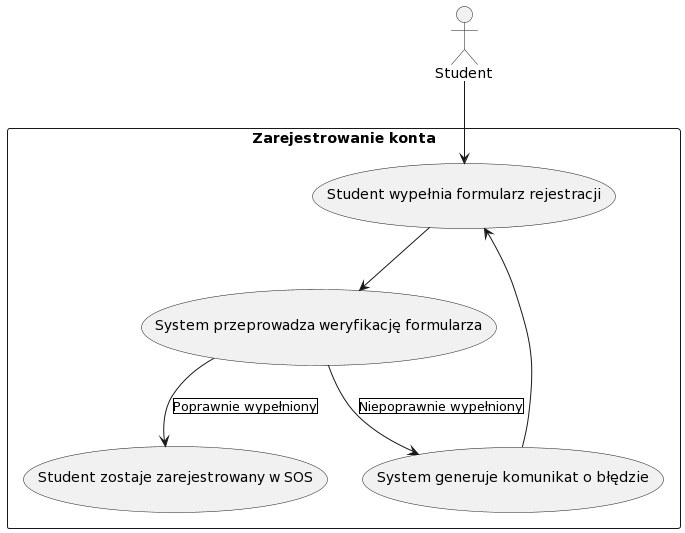 Student
Zarejestrowanie konta
Student wypełnia formularz rejestracji
System przeprowadza weryfikację formularza
Poprawnie wypełniony
Niepoprawnie wypełniony
Student zostaje zarejestrowany w SOS
System generuje komunikat o błędzie